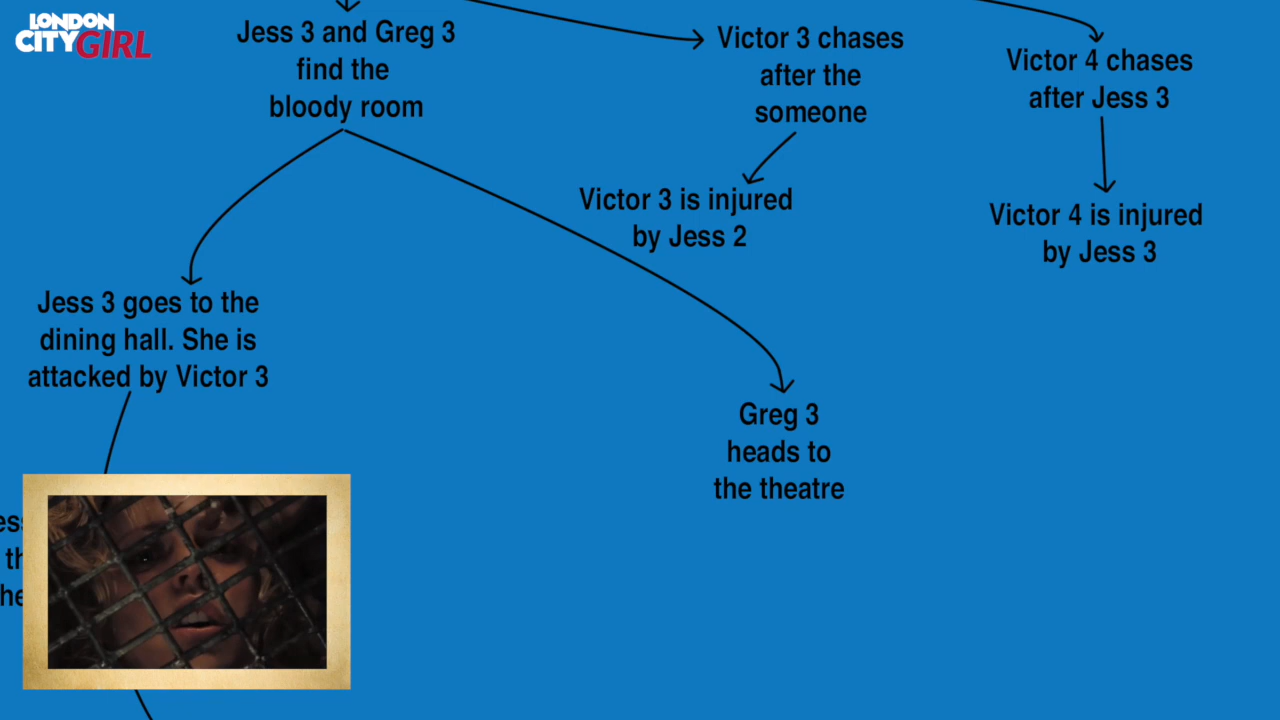 LONDON
CITY GIRL
Jess 3 and Greg 3
find the
bloody room
Victor 3 chases
after the
someone
Victor 4 chases
after Jess 3
Victor 3 is injured
by Jess 2
Victor 4 is injured
by Jess 3
Jess 3 goes to the
dining hall. She is
attacked by Victor 3
Greg 3
heads to
the theatre